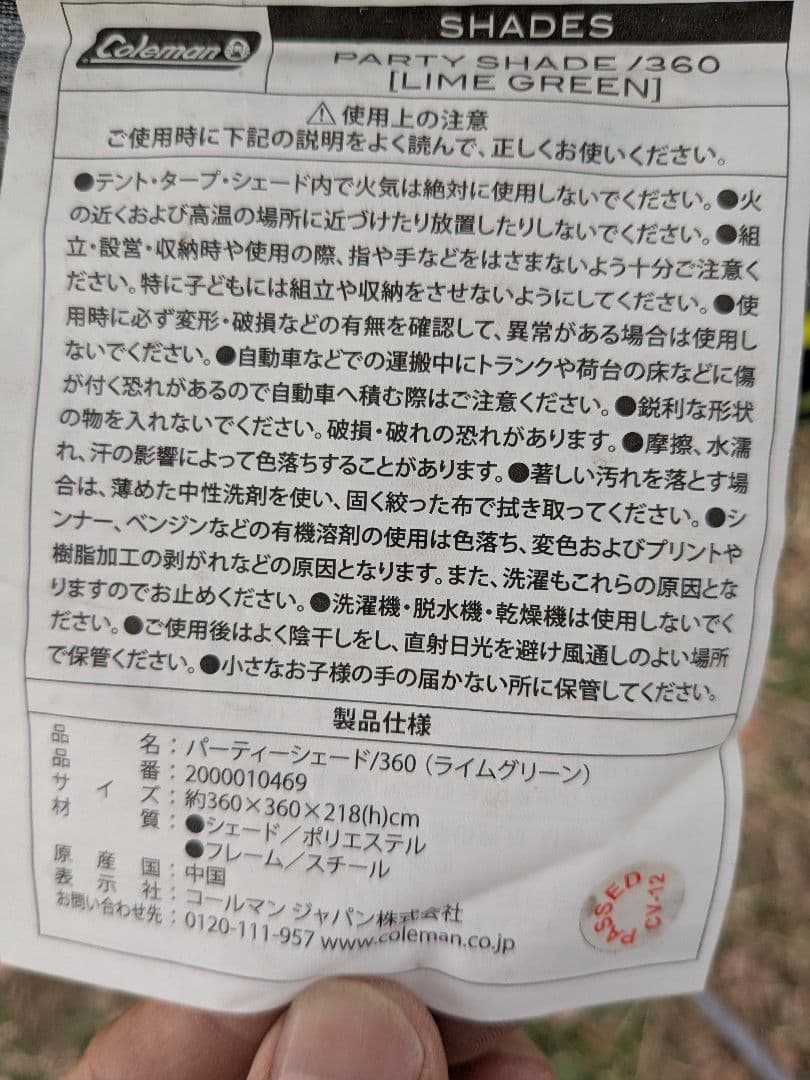 Coleman
SHADES
PARTY SHADE /360
[LIME GREEN]
⚠使用上の注意
ご使用時に下記の説明をよく読んで、正しくお使いください。
●テント・タープ・シェード内で火気は絶対に使用しないでください。●火
の近くおよび高温の場所に近づけたり放置したりしないでください。●組
立・設営・収納時や使用の際、指や手などをはさまないよう十分ご注意く
ださい。特に子どもには組立や収納をさせないようにしてください。●使
用時に必ず変形・破損などの有無を確認して、異常がある場合は使用し
ないでください。●自動車などでの運搬中にトランクや荷台の床などに傷
が付く恐れがあるので自動車へ積む際はご注意ください。●鋭利な形状
の物を入れないでください。破損・破れの恐れがあります。●摩擦、水濡
れ、汗の影響によって色落ちすることがあります。●著しい汚れを落とす場
合は、薄めた中性洗剤を使い、固く絞った布で拭き取ってください。●シ
ンナー、ベンジンなどの有機溶剤の使用は色落ち、変色およびプリントや
樹脂加工の剥がれなどの原因となります。また、洗濯もこれらの原因とな
りますのでお止めください。●洗濯機・脱水機・乾燥機は使用しないでく
ださい。●ご使用後はよく陰干しをし、直射日光を避け風通しのよい場所
で保管ください。●小さなお子様の手の届かない所に保管してください。
製品仕様
品名：パーティーシェード/360（ライムグリーン）
品番：2000010469
サイズ：約360×360×218(h)cm
材質：●シェード／ポリエステル
●フレーム／スチール
原産国：中国
表示社：コールマン ジャパン株式会社
お問い合わせ先：0120-111-957 www.coleman.co.jp
PASSED
CV-12